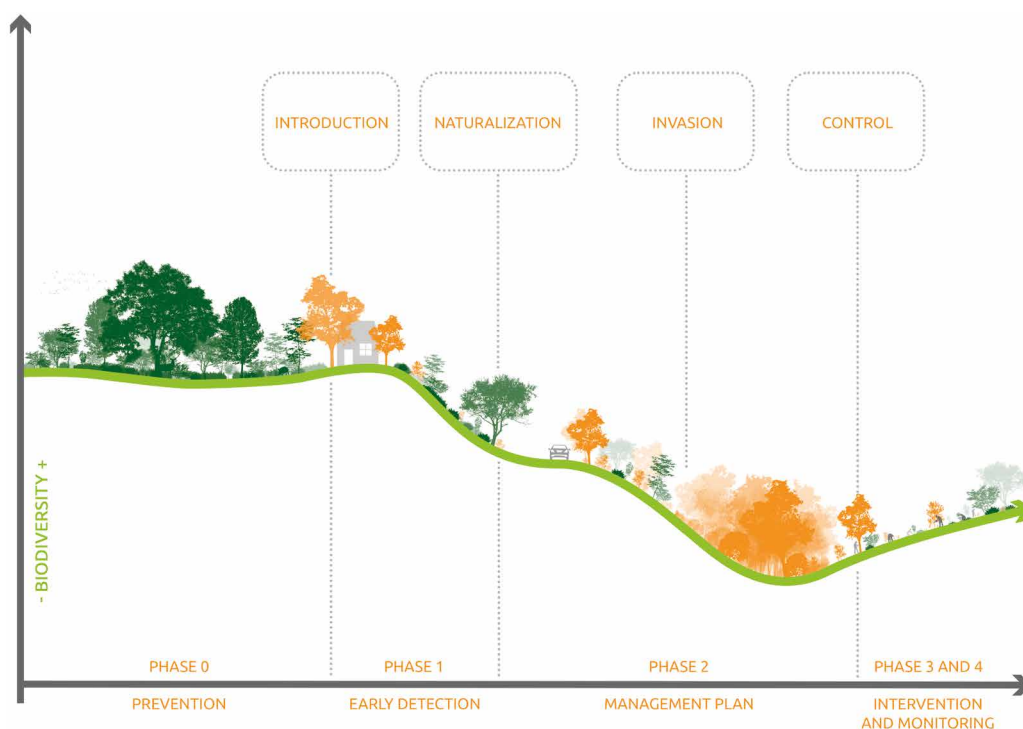 INTRODUCTION
NATURALIZATION
INVASION
CONTROL
- BIODIVERSITY +
PHASE 0
PHASE 1
PHASE 2
PHASE 3 AND 4
PREVENTION
EARLY DETECTION
MANAGEMENT PLAN
INTERVENTION
AND MONITORING